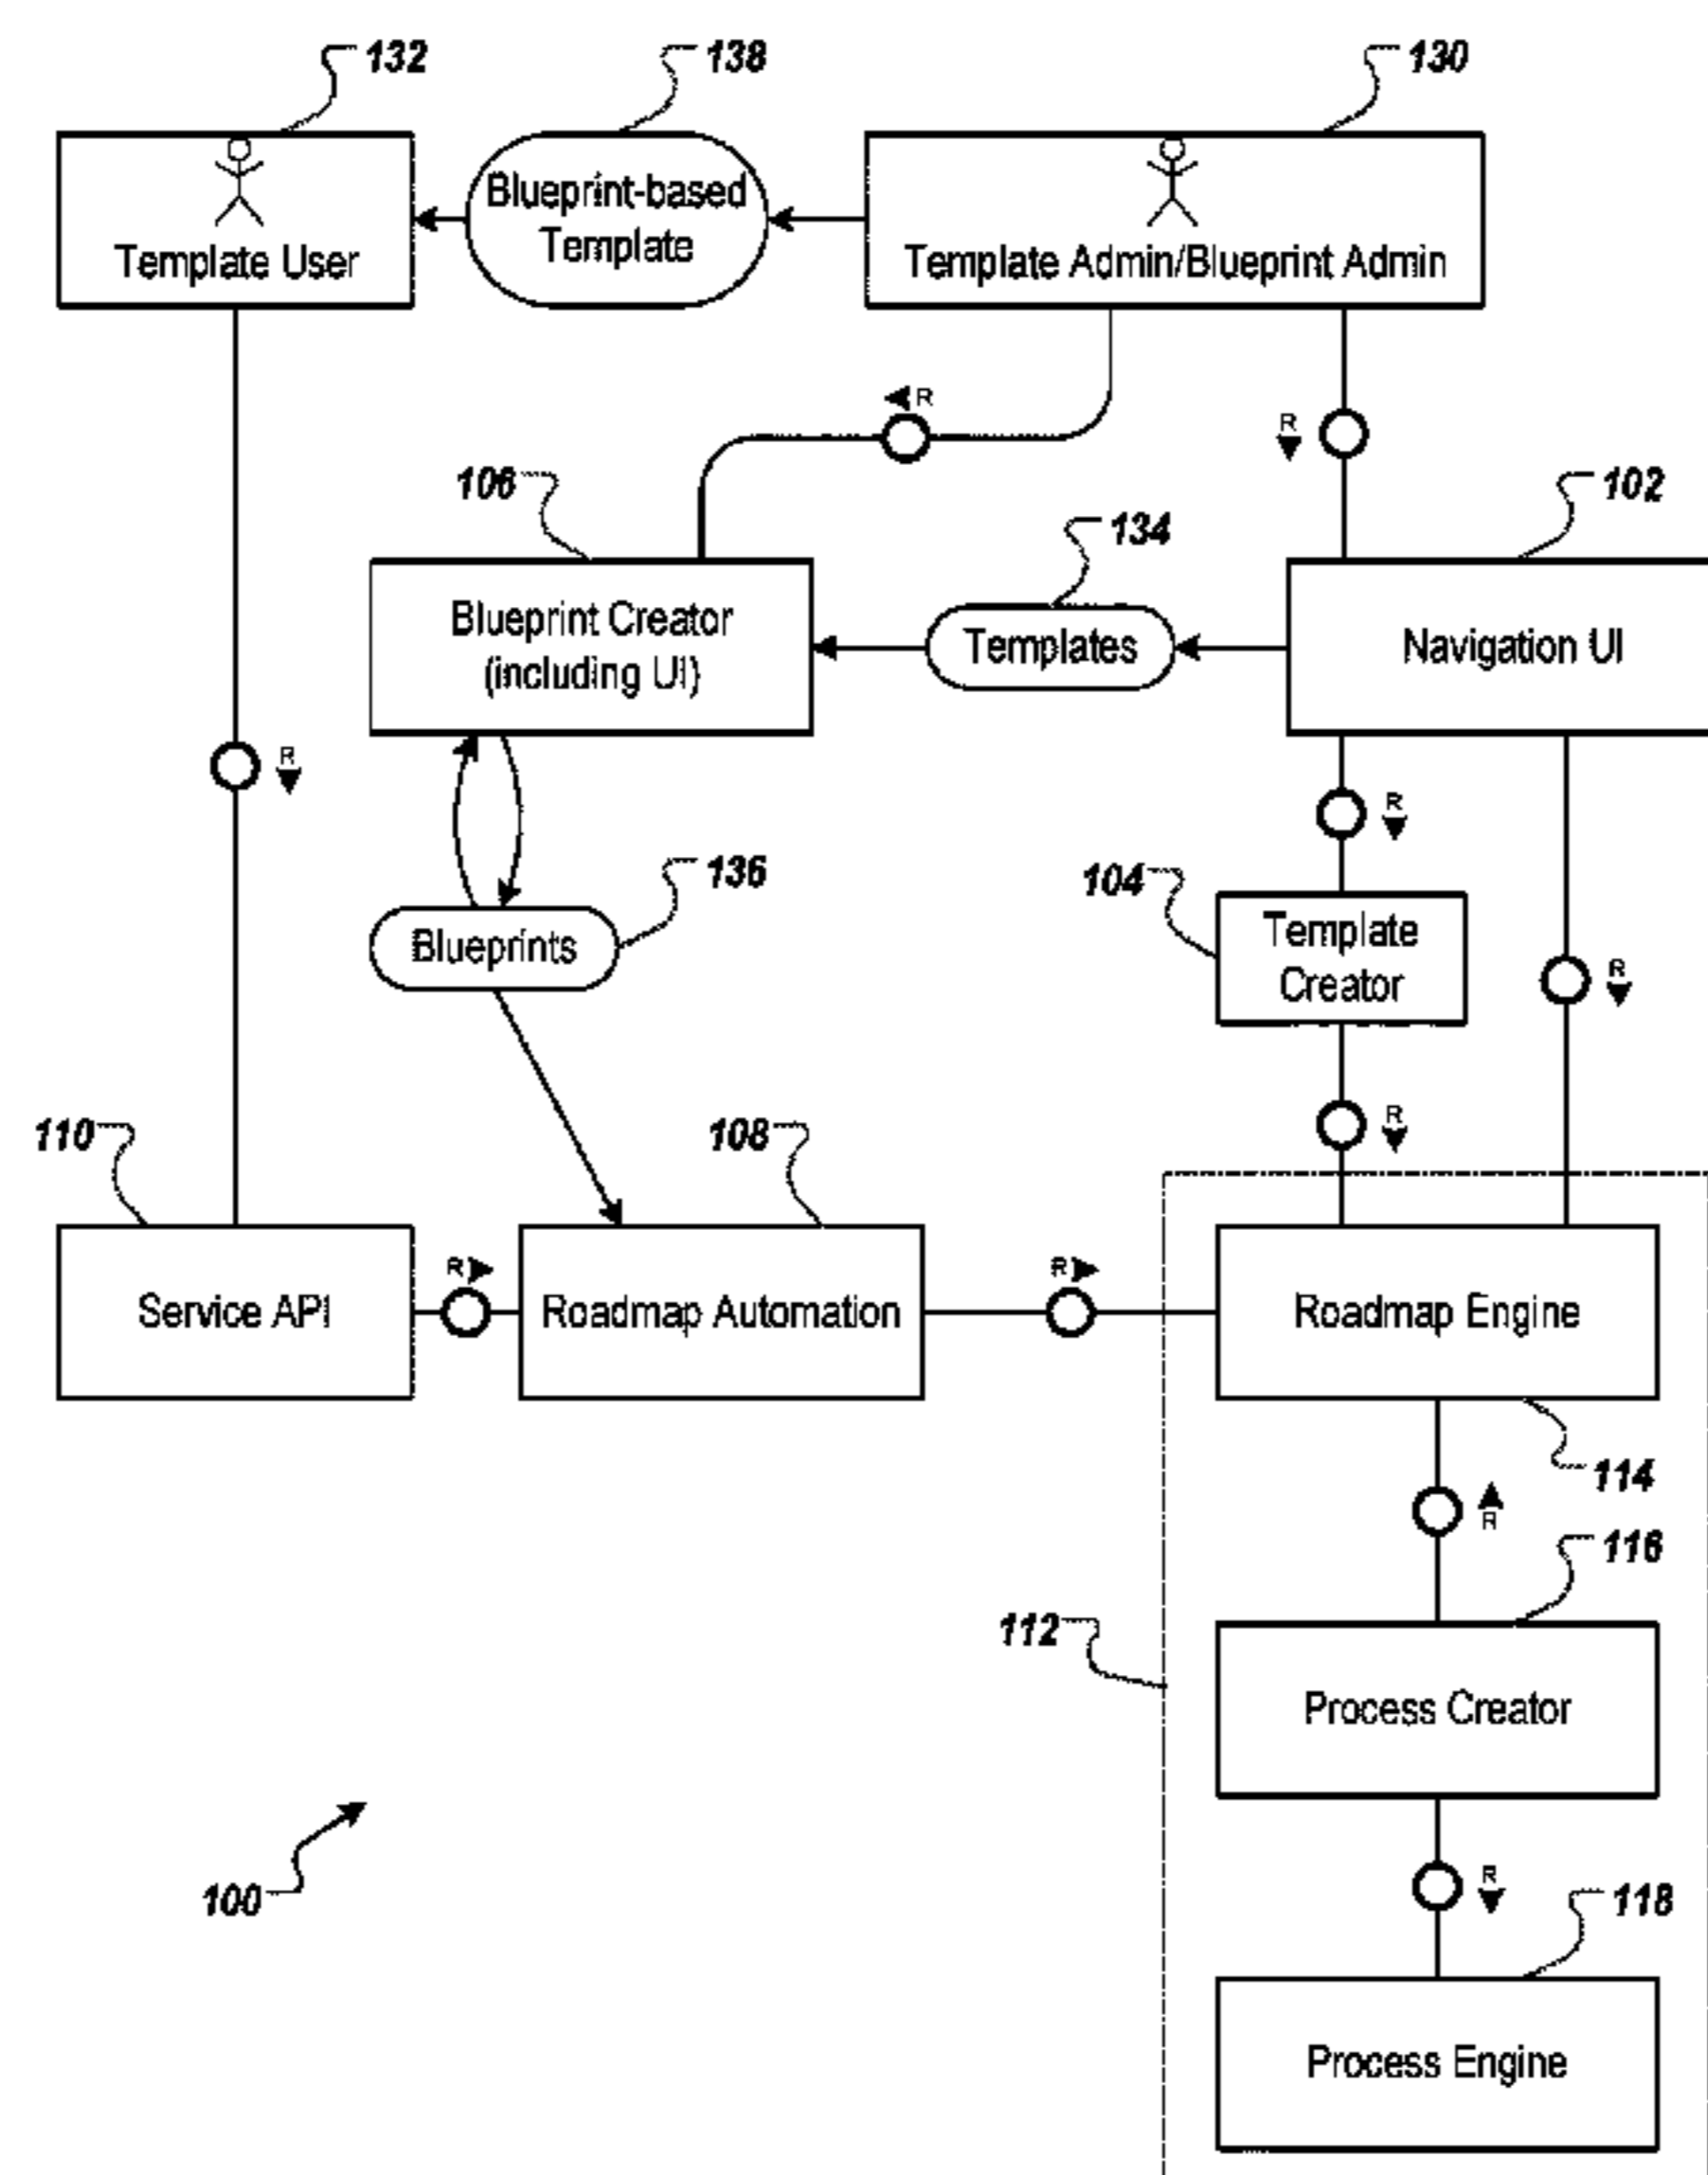 132
138
130
Template User
Blueprint-based
Template
Template Admin/Blueprint Admin
R
R
106
134
102
Blueprint Creator
(including UI)
Templates
Navigation UI
R
R
136
104
Blueprints
Template
Creator
R
110
108
R
R
R
Service API
Roadmap Automation
Roadmap Engine
114
R
116
112
Process Creator
100
R
118
Process Engine